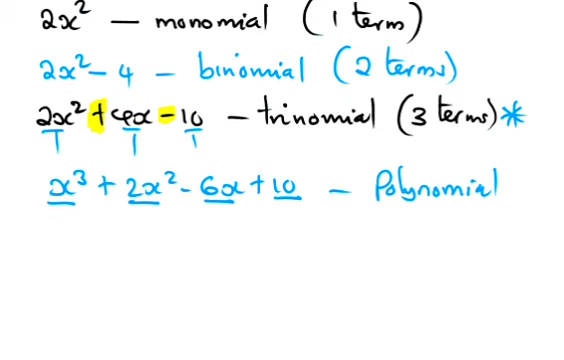 2x² – monomial (1 term)
2x² - 4 – binomial (2 terms)
2x² + 4x - 10 – trinomial (3 terms)*
T T T
x³ + 2x² - 6x + 10 – Polynomial